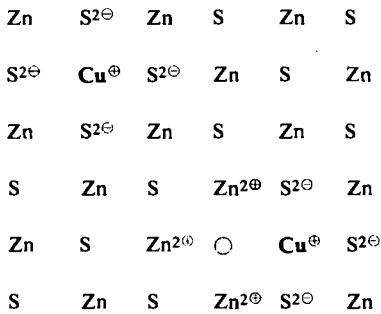 Zn S²⊖ Zn S Zn S
S²⊖ Cu⊕ S²⊖ Zn S Zn
Zn S²⊖ Zn S Zn S
S Zn S Zn²⊕ S²⊖ Zn
Zn S Zn²⊕ ○ Cu⊕ S²⊖
S Zn S Zn²⊕ S²⊖ Zn